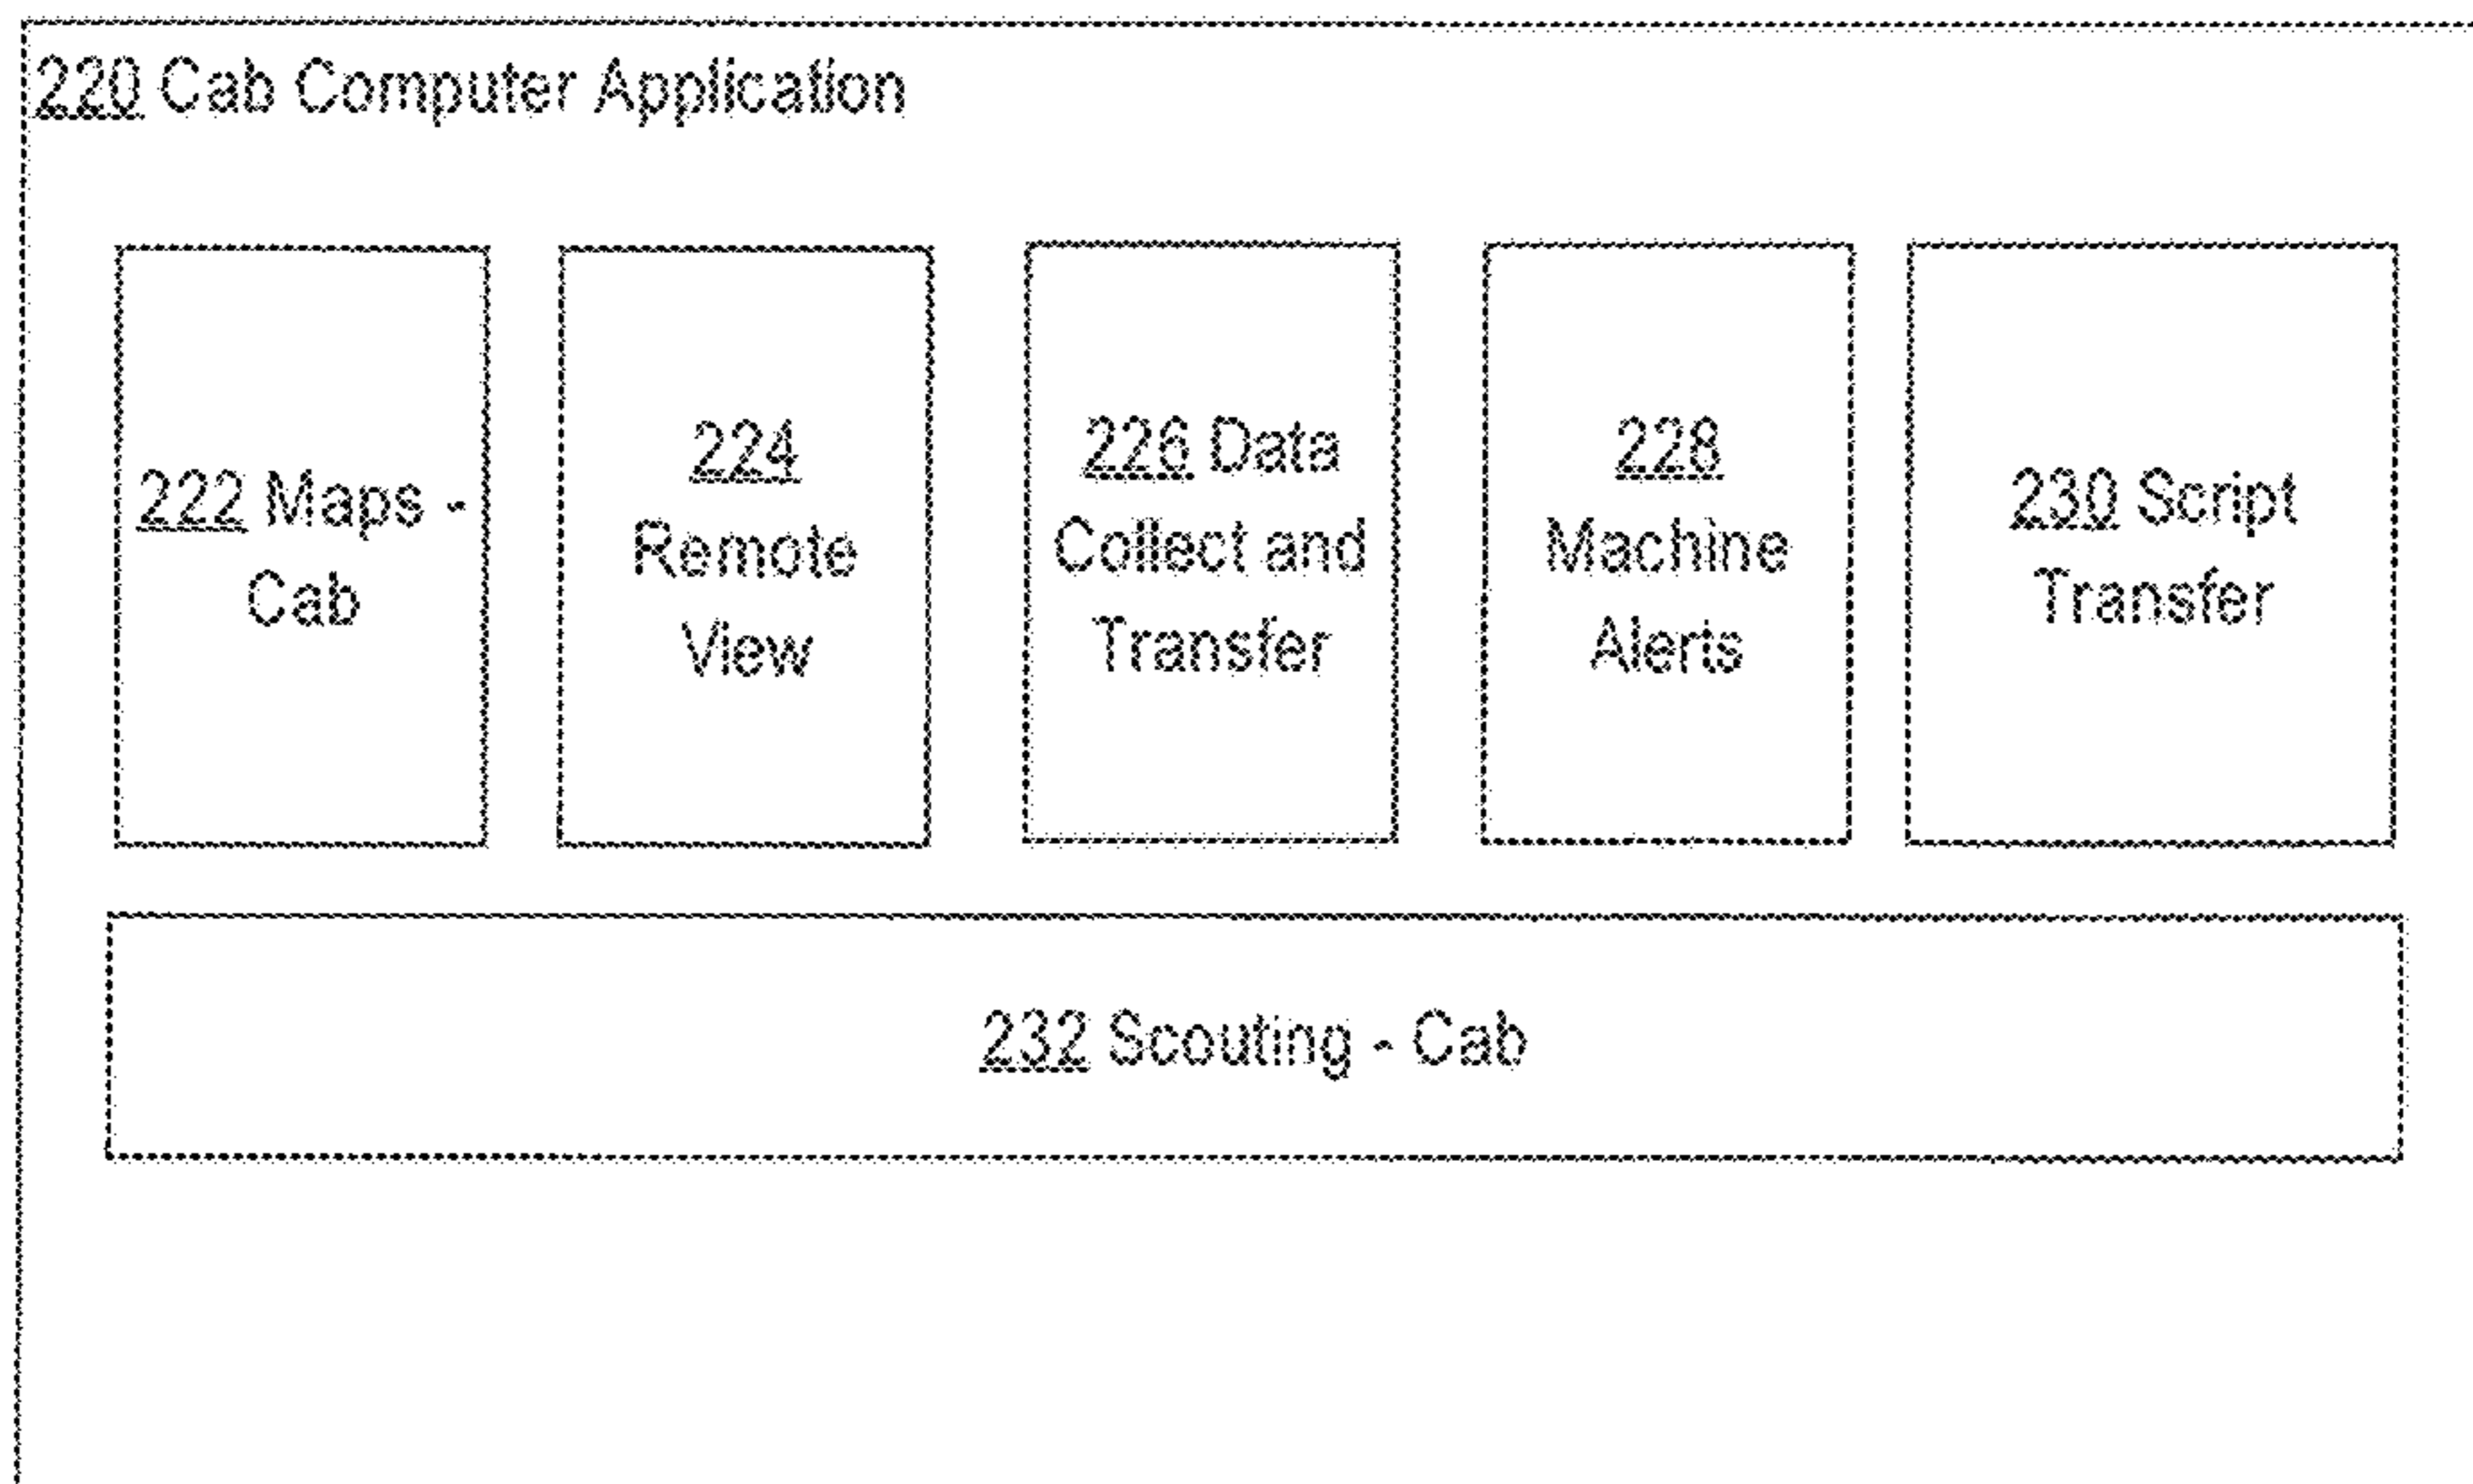 220 Cab Computer Application
222 Maps -
Cab
224
Remote
View
226 Data
Collect and
Transfer
228
Machine
Alerts
230 Script
Transfer
232 Scouting - Cab